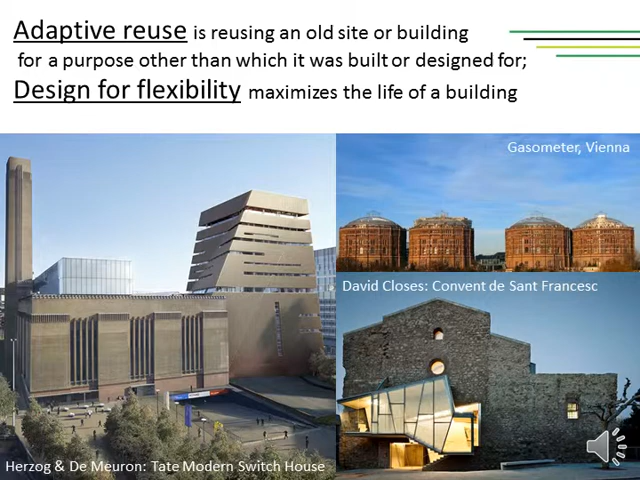 Adaptive reuse is reusing an old site or building
for a purpose other than which it was built or designed for;
Design for flexibility maximizes the life of a building
Gasometer, Vienna
David Closes: Convent de Sant Francesc
Herzog & De Meuron: Tate Modern Switch House